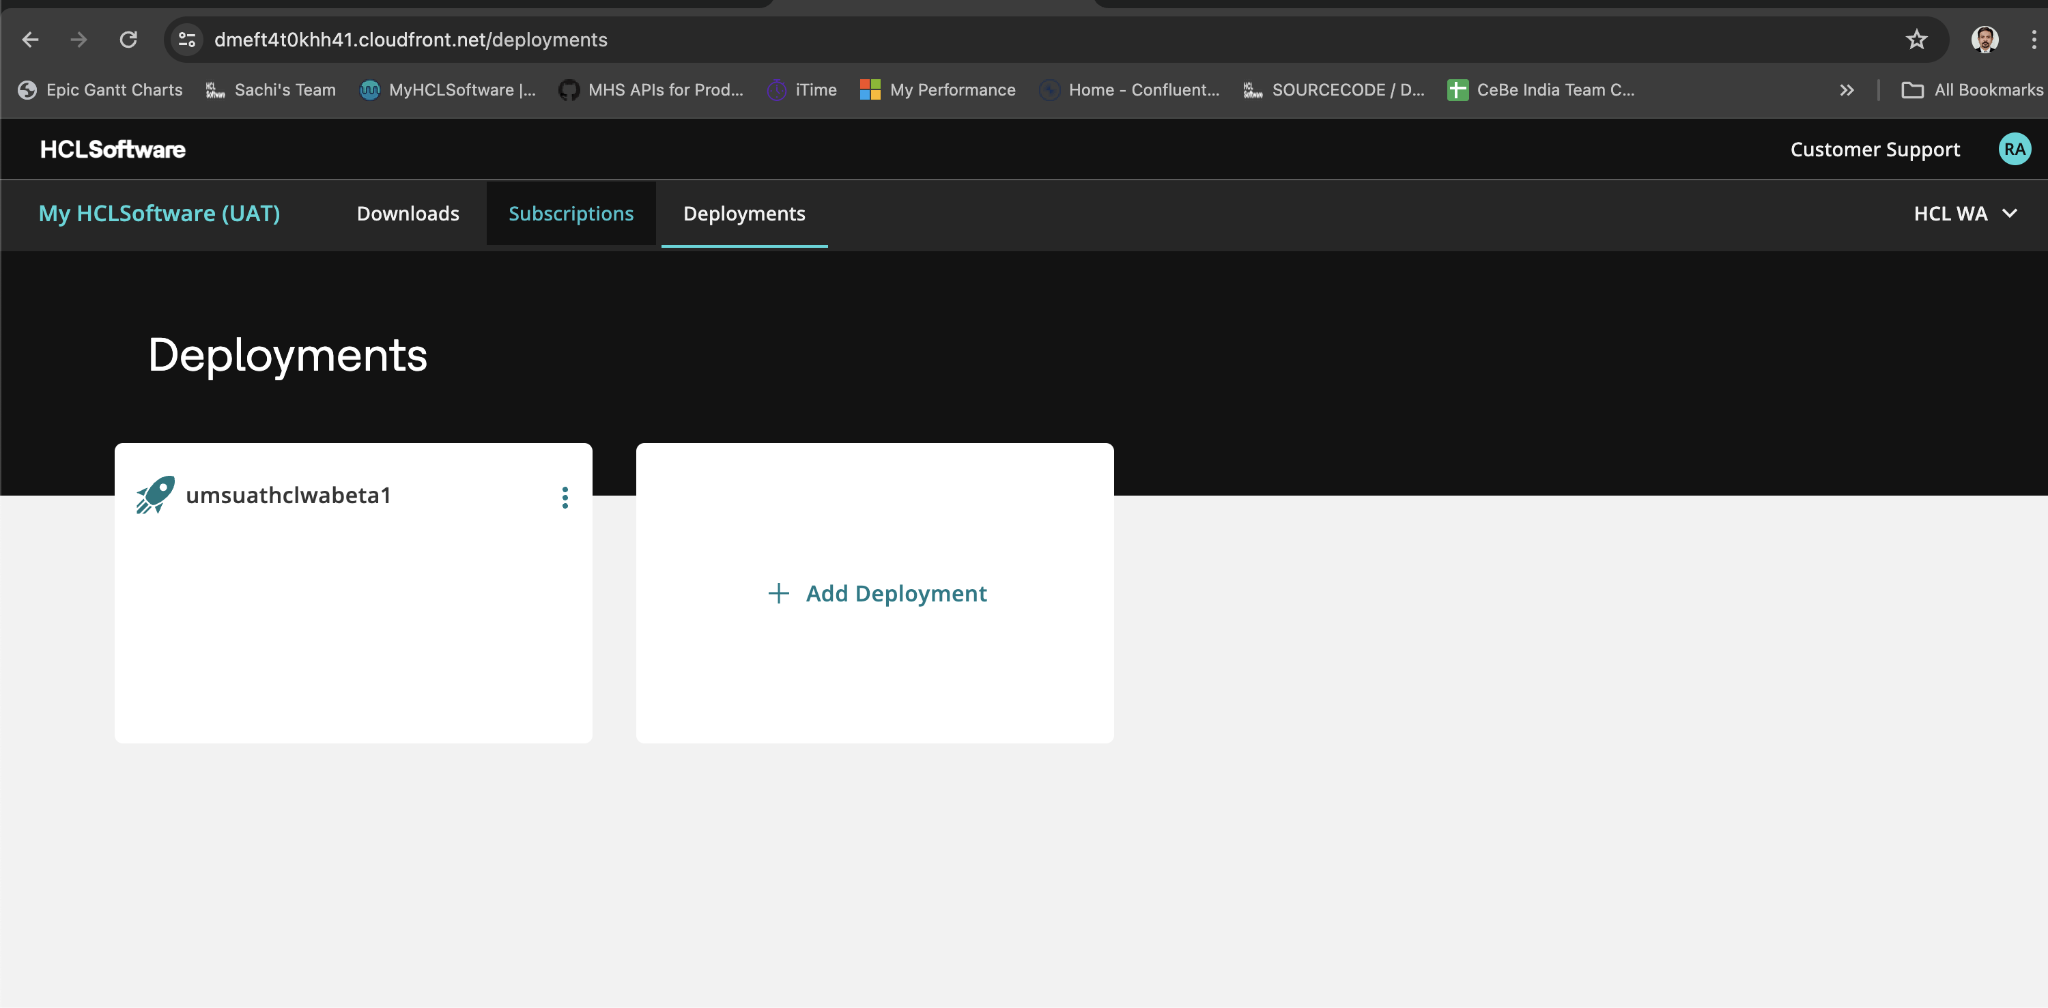 dmeft4t0khh41.cloudfront.net/deployments
Epic Gantt Charts Sachi's Team MyHCLSoftware |... MHS APIs for Prod... iTime My Performance Home - Confluent... SOURCECODE / D... CeBe India Team C... All Bookmarks
HCLSoftware Customer Support RA
My HCLSoftware (UAT) Downloads Subscriptions Deployments HCL WA
Deployments
umsuathclwabeta1
Add Deployment